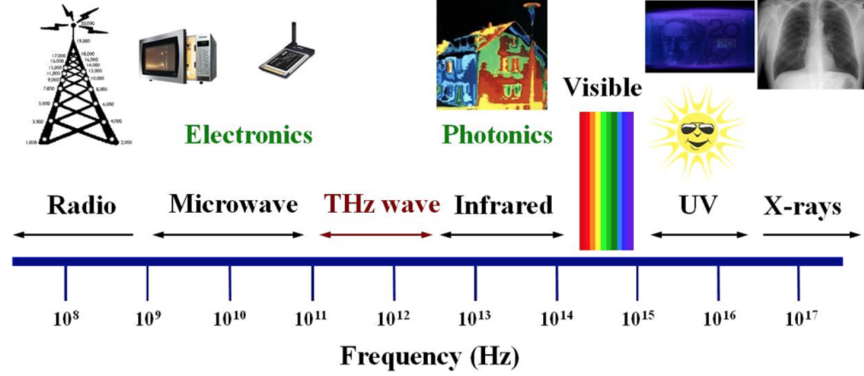 Electronics
Photonics
Visible
Radio
Microwave
THz wave
Infrared
UV
X-rays
10⁸
10⁹
10¹⁰
10¹¹
10¹²
10¹³
10¹⁴
10¹⁵
10¹⁶
10¹⁷
Frequency (Hz)